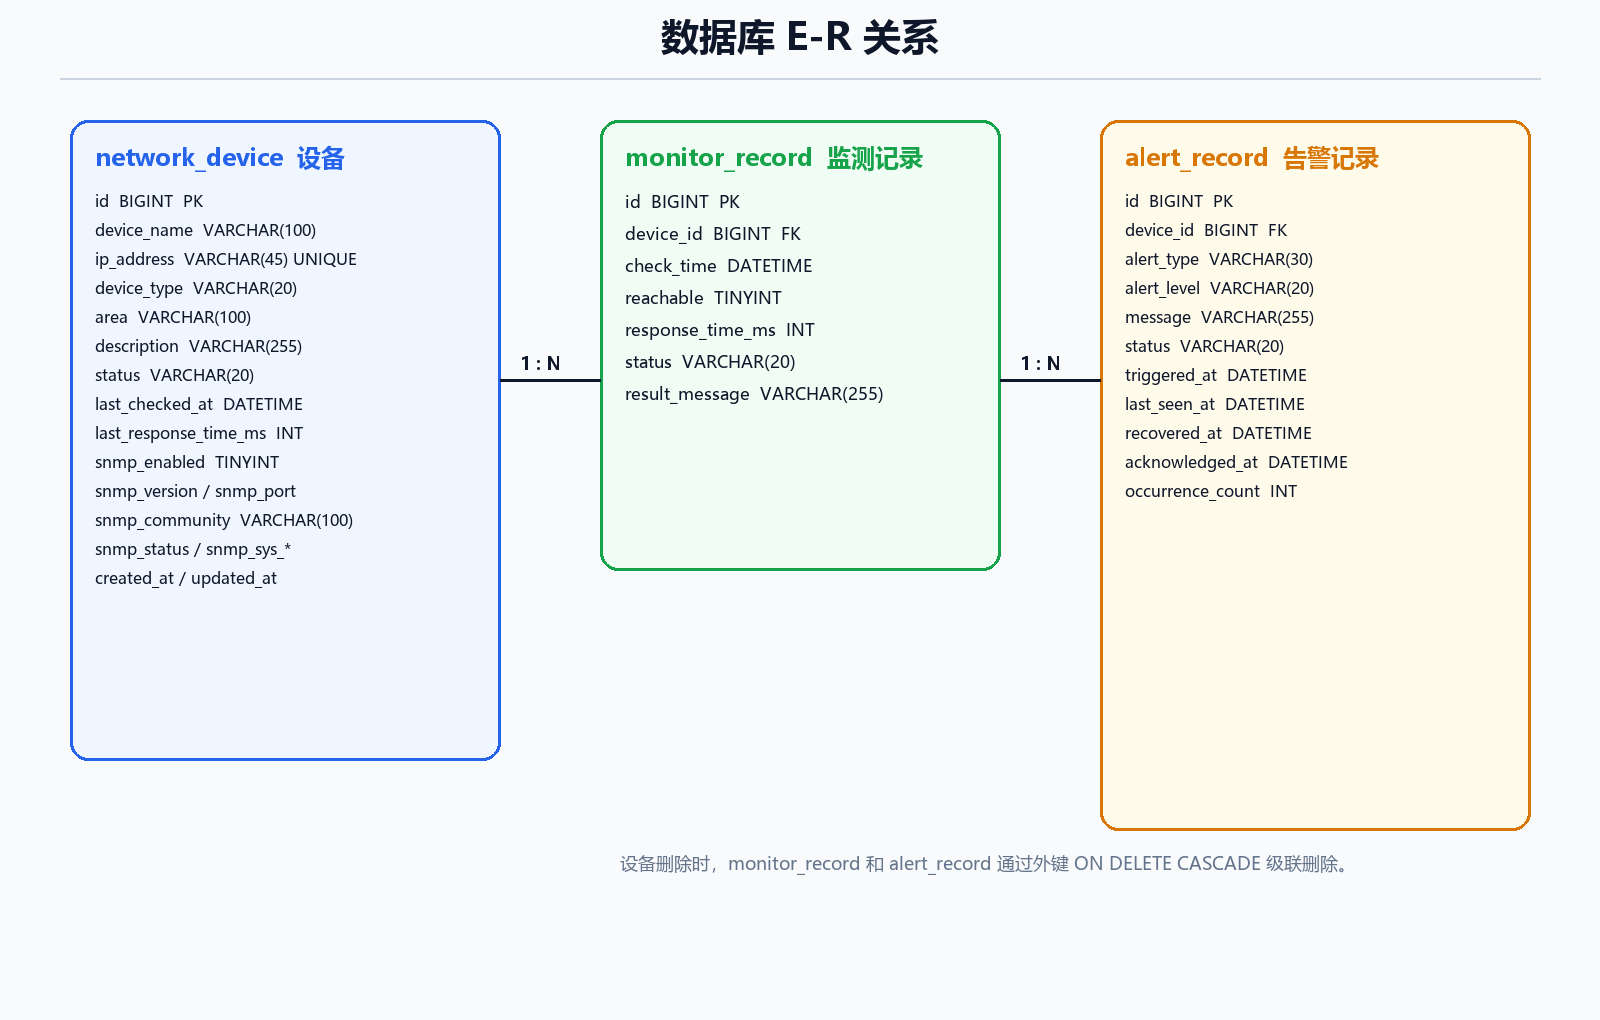 数据库 E-R 关系
network_device 设备
id BIGINT PK
device_name VARCHAR(100)
ip_address VARCHAR(45) UNIQUE
device_type VARCHAR(20)
area VARCHAR(100)
description VARCHAR(255)
status VARCHAR(20)
last_checked_at DATETIME
last_response_time_ms INT
snmp_enabled TINYINT
snmp_version / snmp_port
snmp_community VARCHAR(100)
snmp_status / snmp_sys_*
created_at / updated_at
1 : N
monitor_record 监测记录
id BIGINT PK
device_id BIGINT FK
check_time DATETIME
reachable TINYINT
response_time_ms INT
status VARCHAR(20)
result_message VARCHAR(255)
1 : N
alert_record 告警记录
id BIGINT PK
device_id BIGINT FK
alert_type VARCHAR(30)
alert_level VARCHAR(20)
message VARCHAR(255)
status VARCHAR(20)
triggered_at DATETIME
last_seen_at DATETIME
recovered_at DATETIME
acknowledged_at DATETIME
occurrence_count INT
设备删除时，monitor_record 和 alert_record 通过外键 ON DELETE CASCADE 级联删除。